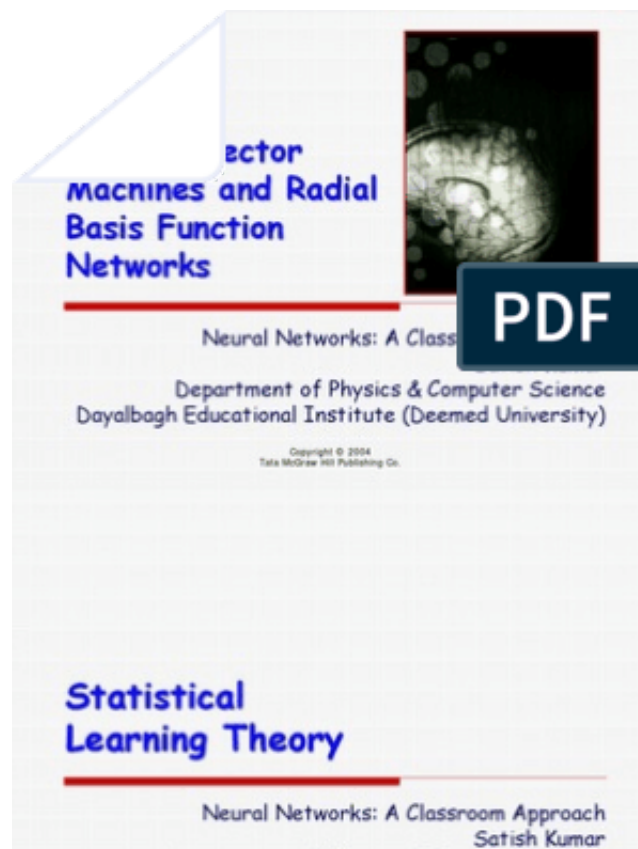 ector
Machines and Radial
Basis Function
Networks
PDF
Neural Networks: A Class
Department of Physics & Computer Science
Dayalbagh Educational Institute (Deemed University)
Copyright © 2004
Tata McGraw Hill Publishing Co.
Statistical
Learning Theory
Neural Networks: A Classroom Approach
Satish Kumar